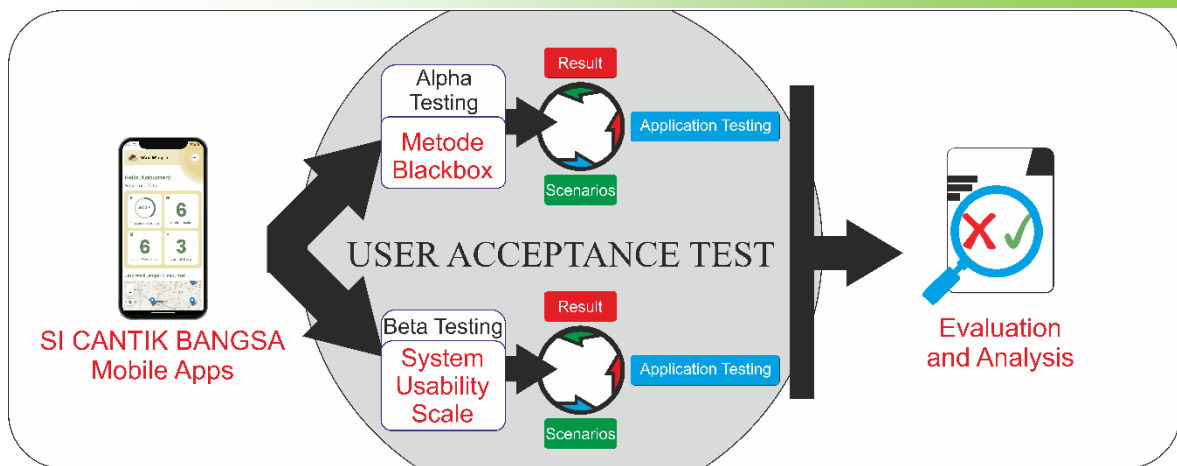 Hello, Kebumen!
6
6
3
SI CANTIK BANGSA
Mobile Apps
Alpha
Testing
Metode
Blackbox
Result
Application Testing
Scenarios
USER ACCEPTANCE TEST
Beta Testing
System
Usability
Scale
Result
Application Testing
Scenarios
Evaluation
and Analysis